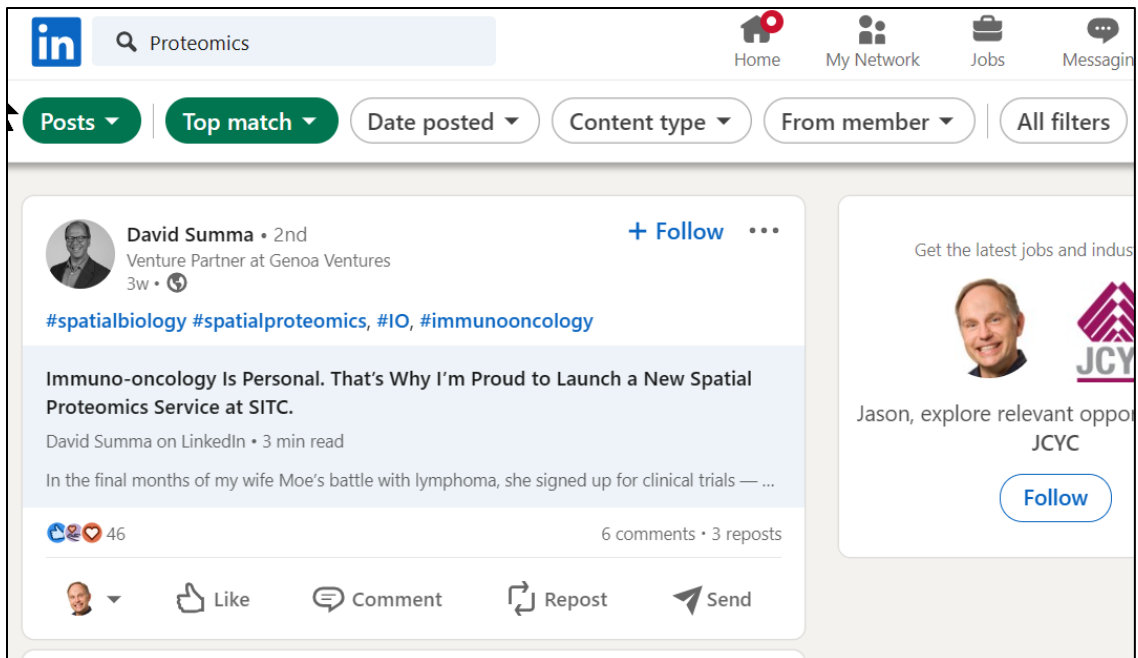 in
Proteomics
Home
My Network
Jobs
Messagin
Posts
Top match
Date posted
Content type
From member
All filters
David Summa • 2nd
Venture Partner at Genoa Ventures
3w •
+ Follow
#spatialbiology #spatialproteomics, #IO, #immunooncology
Immuno-oncology Is Personal. That's Why I'm Proud to Launch a New Spatial
Proteomics Service at SITC.
David Summa on LinkedIn • 3 min read
In the final months of my wife Moe's battle with lymphoma, she signed up for clinical trials — ...
46
6 comments • 3 reposts
Like
Comment
Repost
Send
Get the latest jobs and indus
JCY
Jason, explore relevant oppor
JCYC
Follow